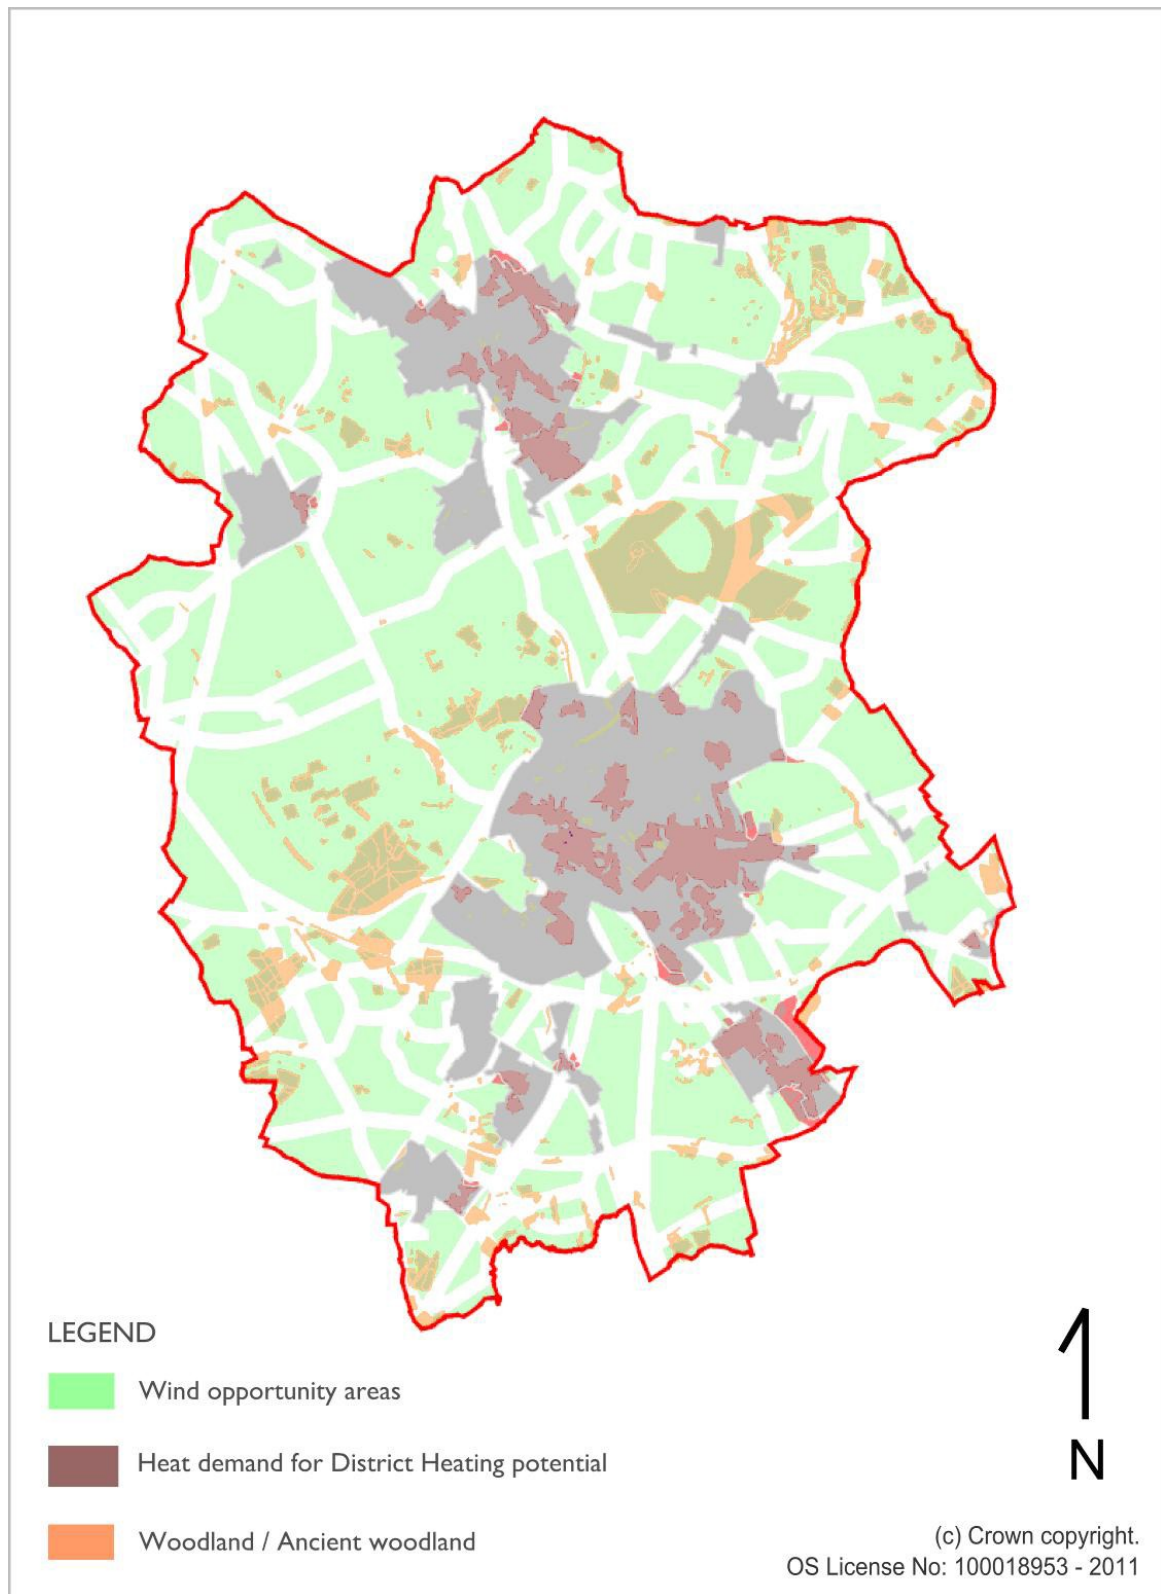 LEGEND
Wind opportunity areas
Heat demand for District Heating potential
Woodland / Ancient woodland
N
(c) Crown copyright.
OS License No: 100018953 - 2011